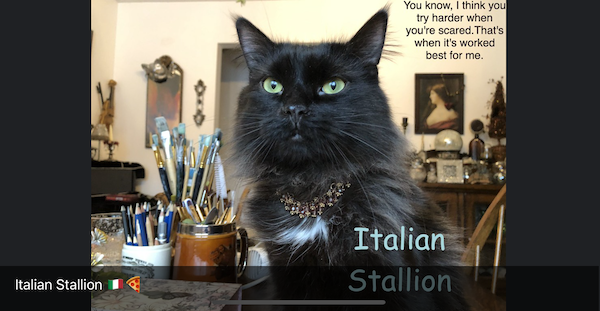 You know, I think you
try harder when
you're scared.That's
when it's worked
best for me.
Italian
Stallion
Italian Stallion 🇮🇹🍕